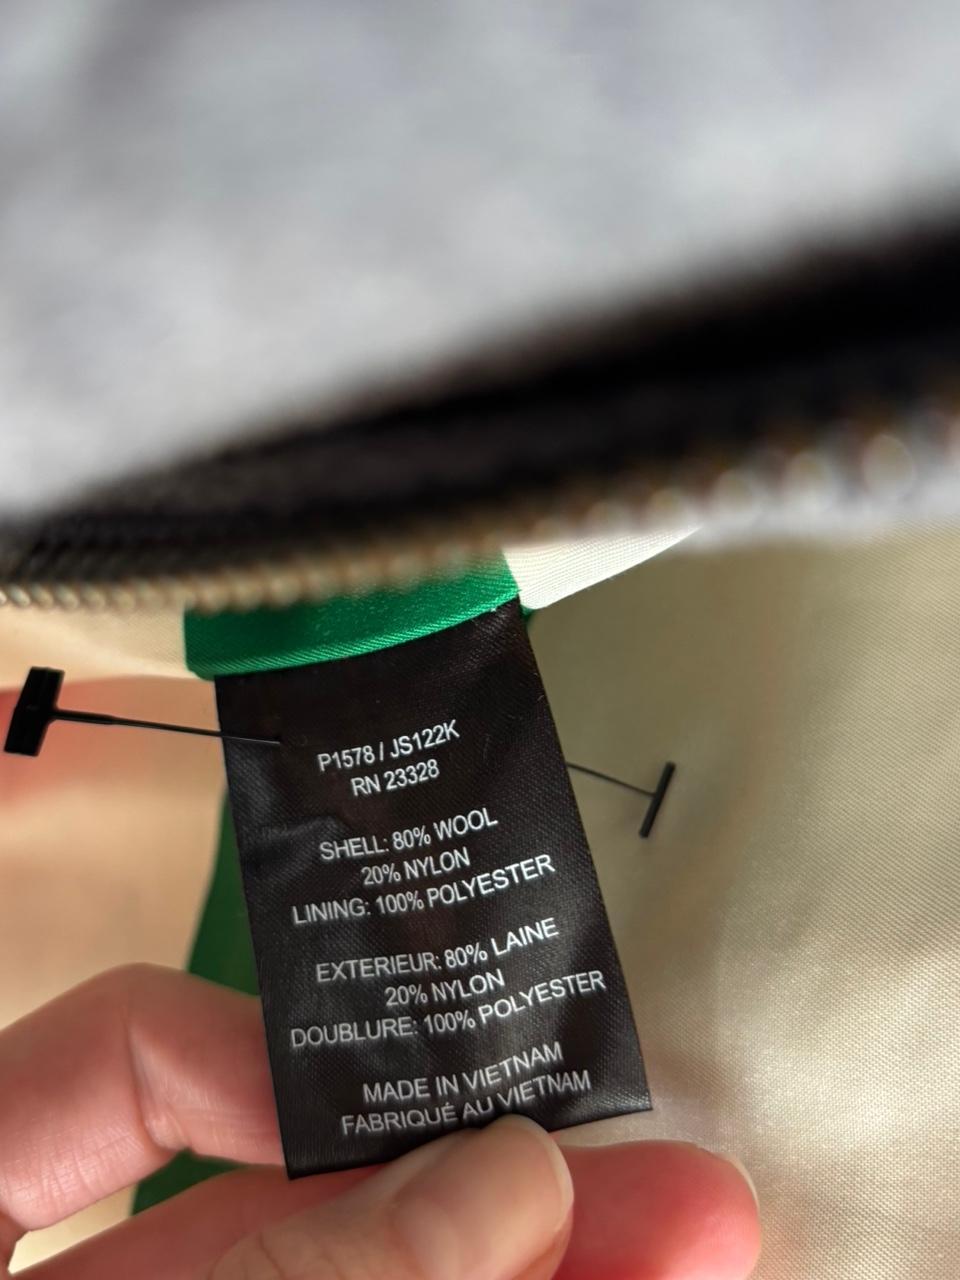 P1578 / JS122K
RN 23328
SHELL: 80% WOOL
20% NYLON
LINING: 100% POLYESTER
EXTERIEUR: 80% LAINE
20% NYLON
DOUBLURE: 100% POLYESTER
MADE IN VIETNAM
FABRIQUÉ AU VIETNAM